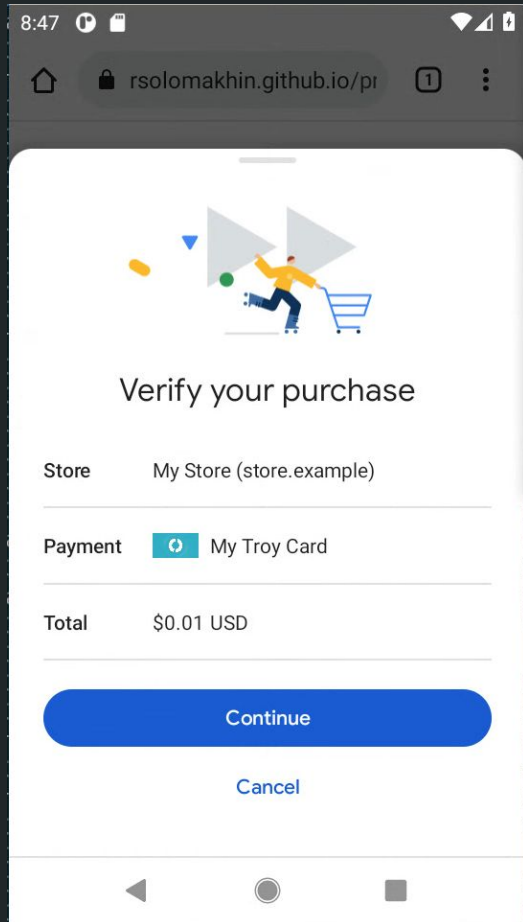 8:47
rsolomakhin.github.io/pr
1
Verify your purchase
Store My Store (store.example)
Payment My Troy Card
Total $0.01 USD
Continue
Cancel